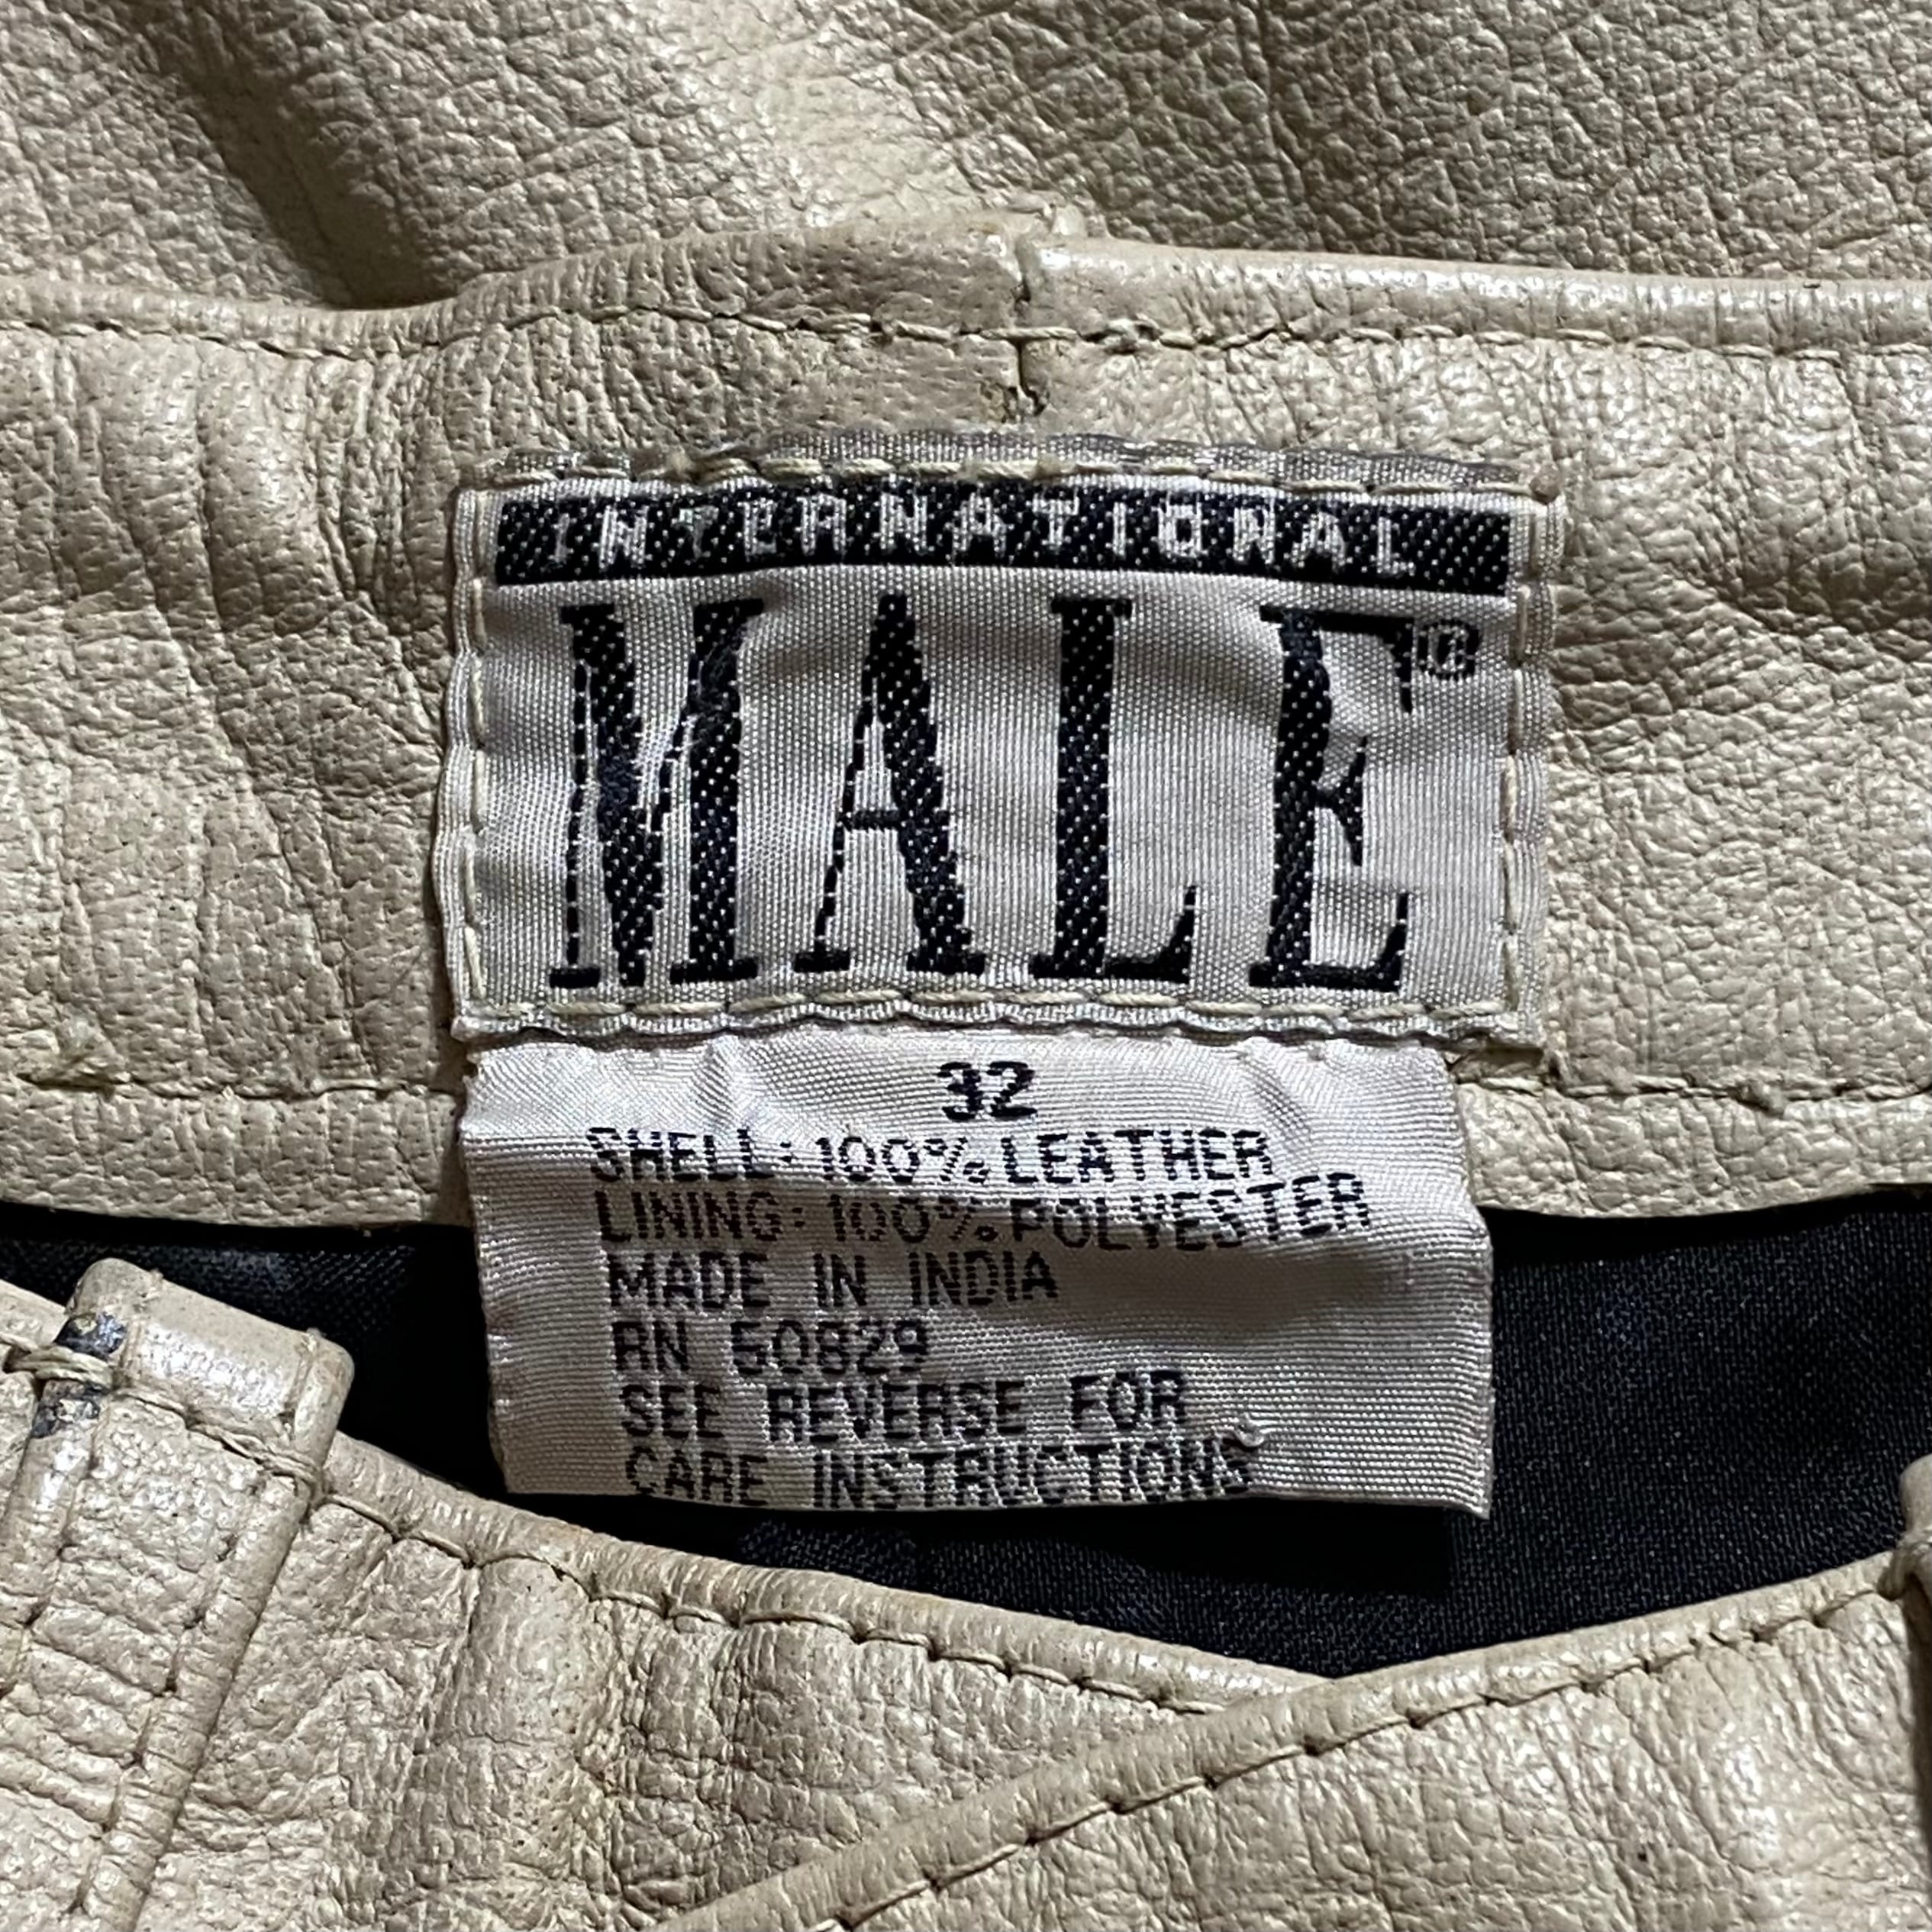 INTERNATIONAL
MALE®
32
SHELL: 100% LEATHER
LINING: 100% POLYESTER
MADE IN INDIA
RN 50829
SEE REVERSE FOR
CARE INSTRUCTIONS